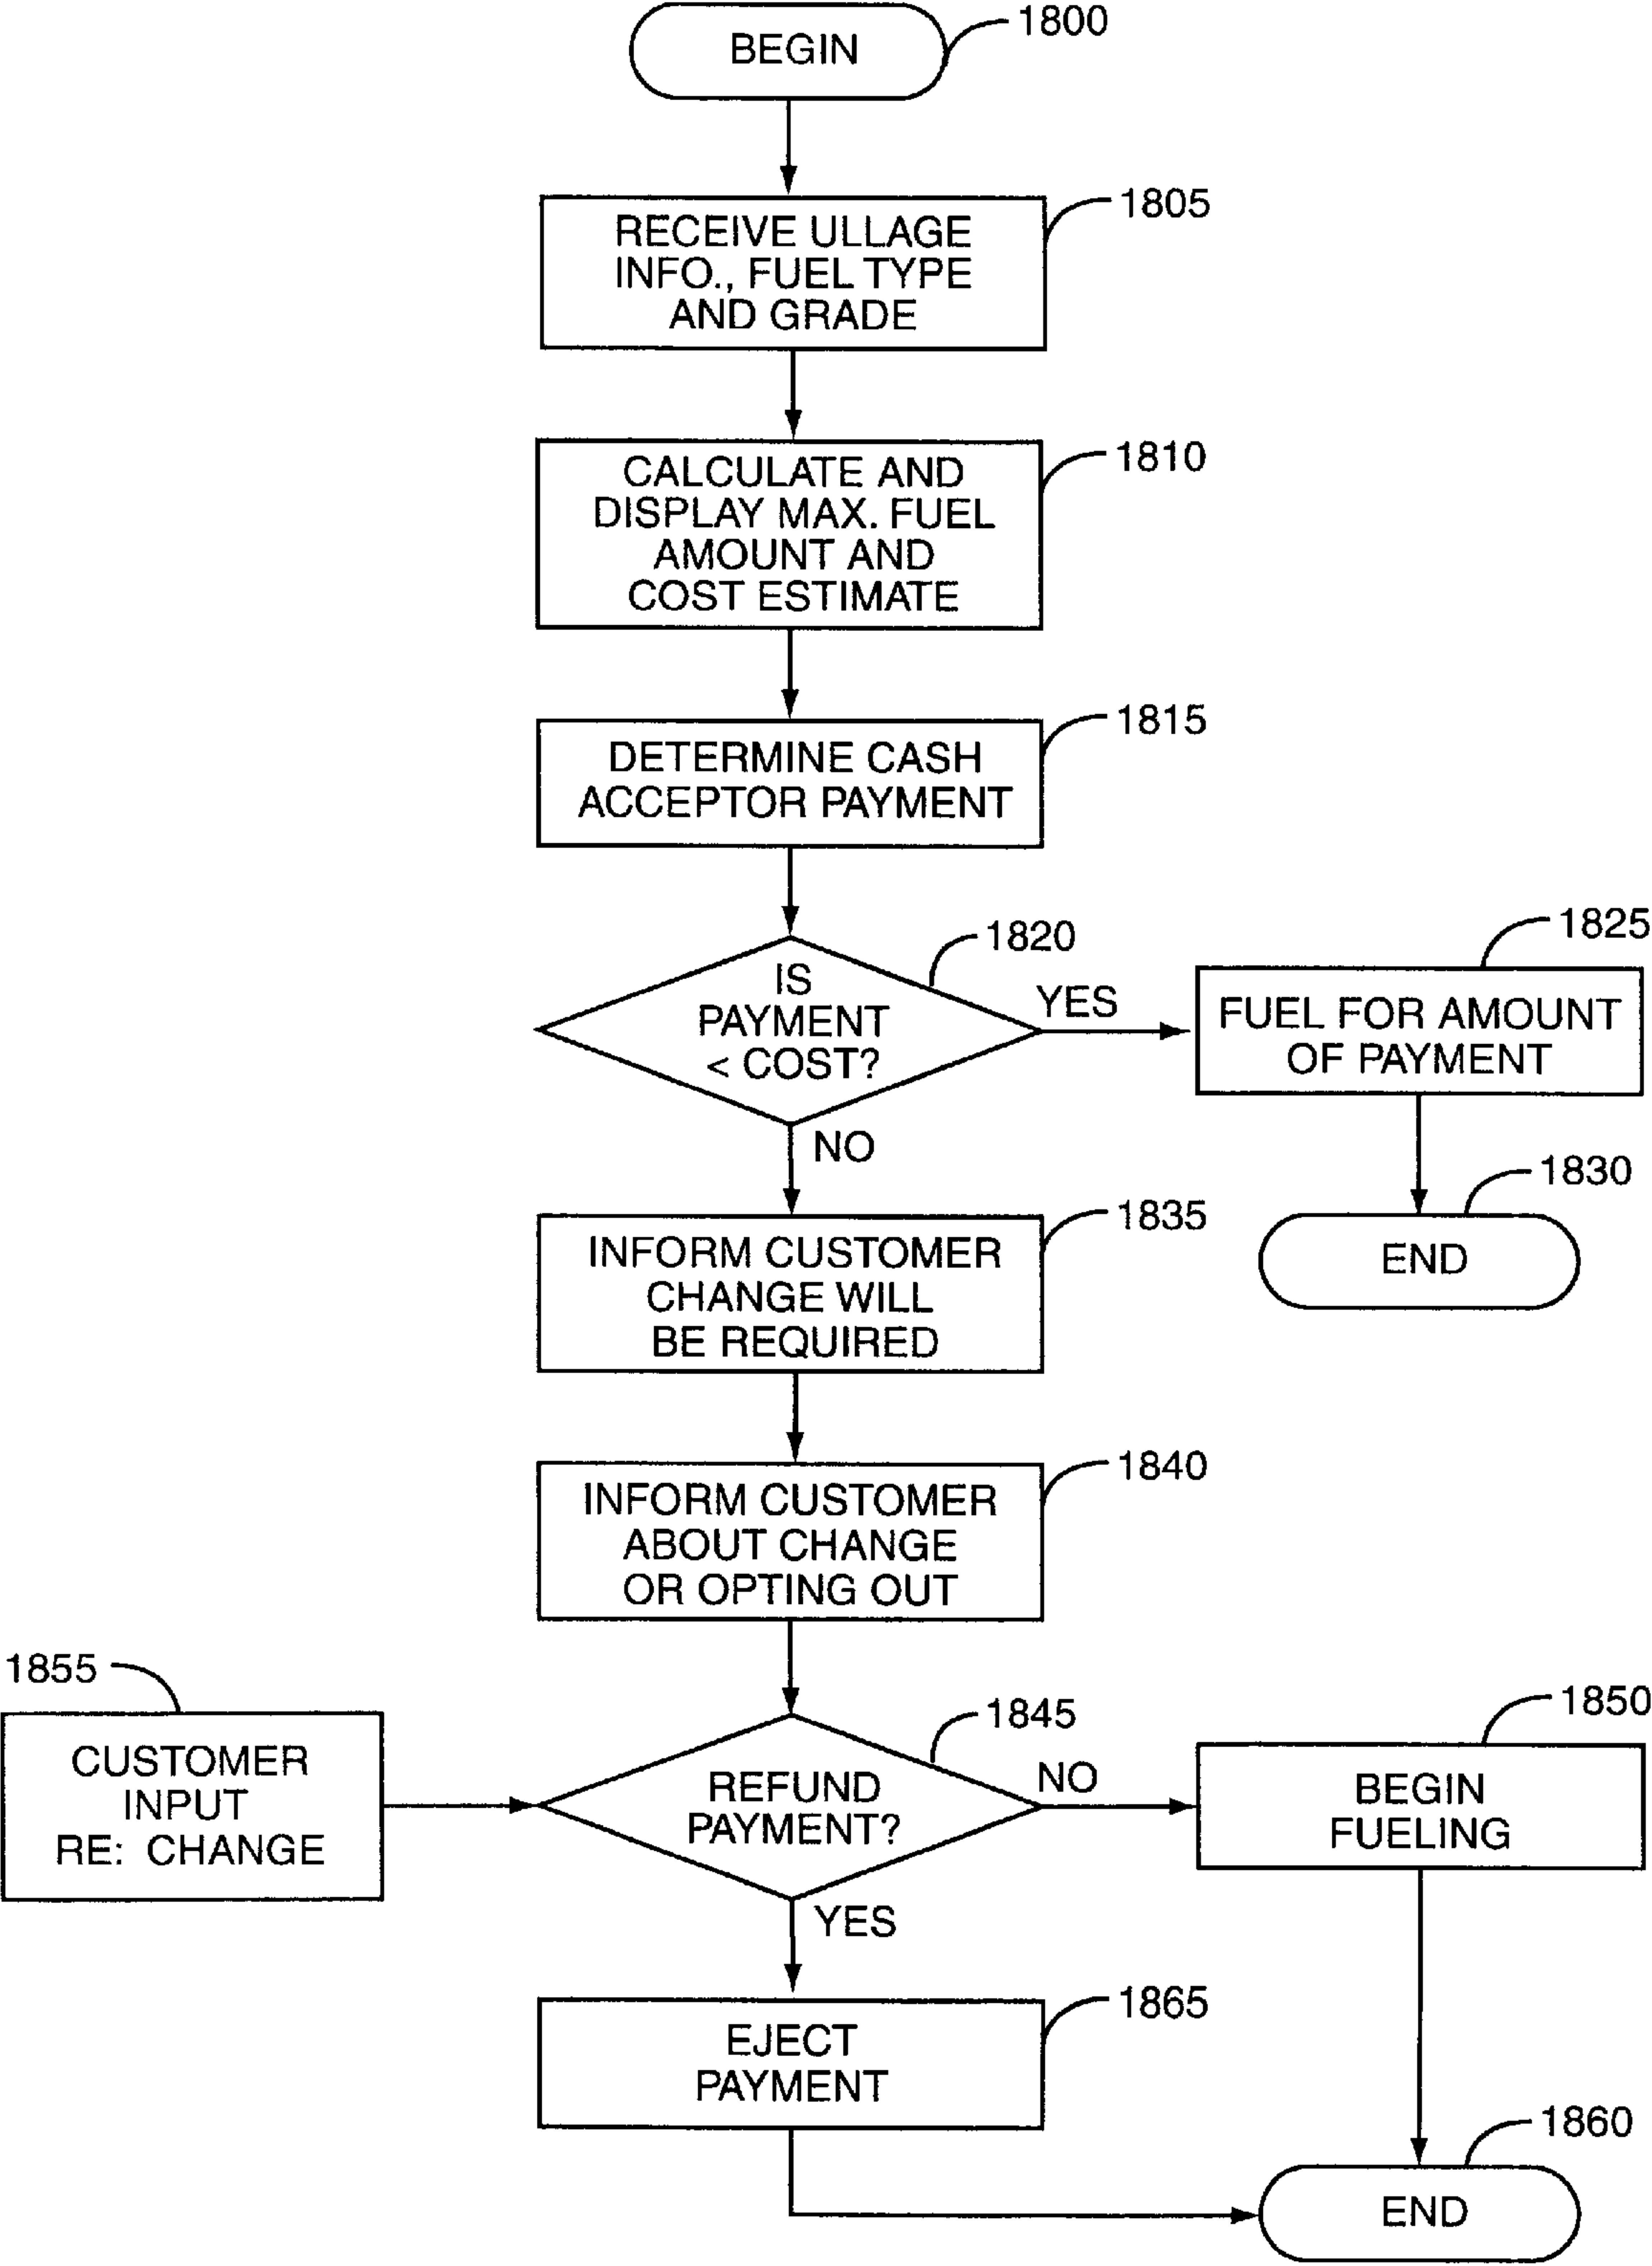 1800
BEGIN
1805
RECEIVE ULLAGE
INFO., FUEL TYPE
AND GRADE
1810
CALCULATE AND
DISPLAY MAX. FUEL
AMOUNT AND
COST ESTIMATE
1815
DETERMINE CASH
ACCEPTOR PAYMENT
1820
IS
PAYMENT
< COST?
YES
1825
FUEL FOR AMOUNT
OF PAYMENT
NO
1830
END
1835
INFORM CUSTOMER
CHANGE WILL
BE REQUIRED
1840
INFORM CUSTOMER
ABOUT CHANGE
OR OPTING OUT
1855
CUSTOMER
INPUT
RE: CHANGE
1845
REFUND
PAYMENT?
NO
1850
BEGIN
FUELING
YES
1865
EJECT
PAYMENT
1860
END